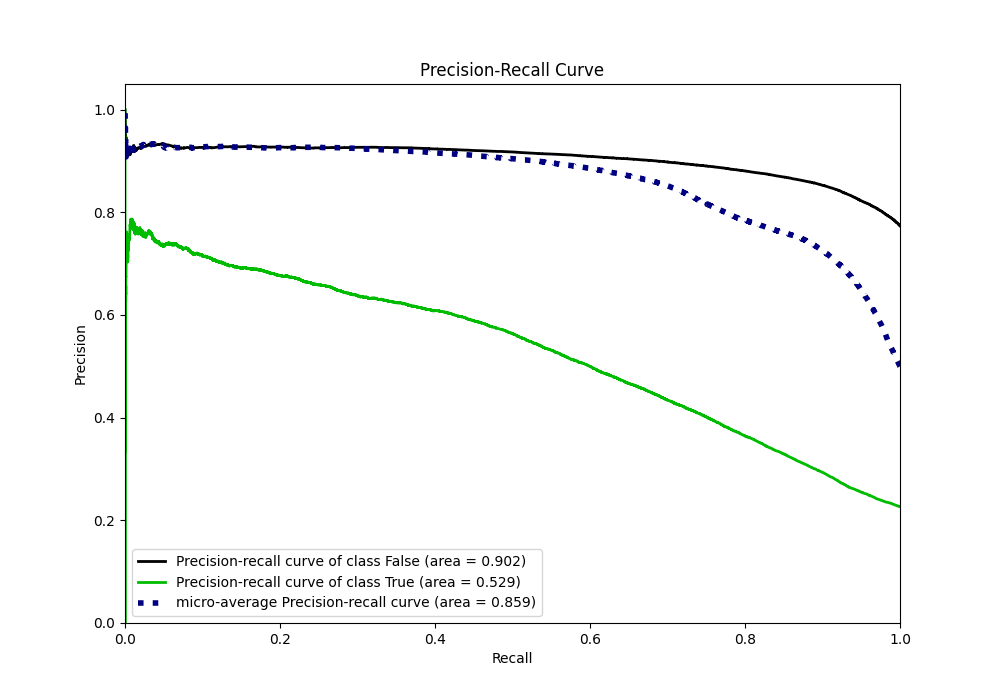 Precision-Recall Curve
1.0
0.8
0.6
0.4
0.2
0.0
Precision
Precision-recall curve of class False (area = 0.902)
Precision-recall curve of class True (area = 0.529)
micro-average Precision-recall curve (area = 0.859)
0.0 0.2 0.4 0.6 0.8 1.0
Recall